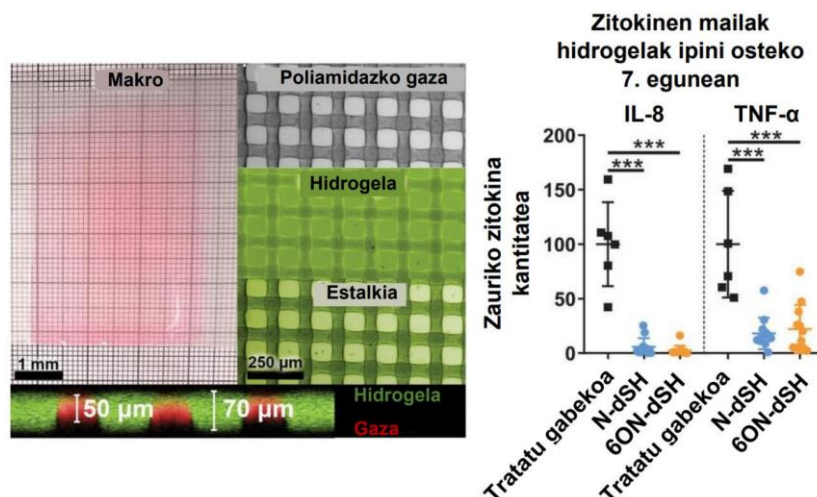 Makro
1 mm
Poliamidazko gaza
Hidrogela
Estalkia
250 µm
50 µm
70 µm
Hidrogela
Gaza
Zitokinen mailak
hidrogelak ipini osteko
7. egunean
IL-8
TNF-α
***
***
***
***
Zauriko zitokina
kantitatea
200
150
100
50
0
Tratatu gabekoa
N-dSH
6ON-dSH
Tratatu gabekoa
N-dSH
6ON-dSH